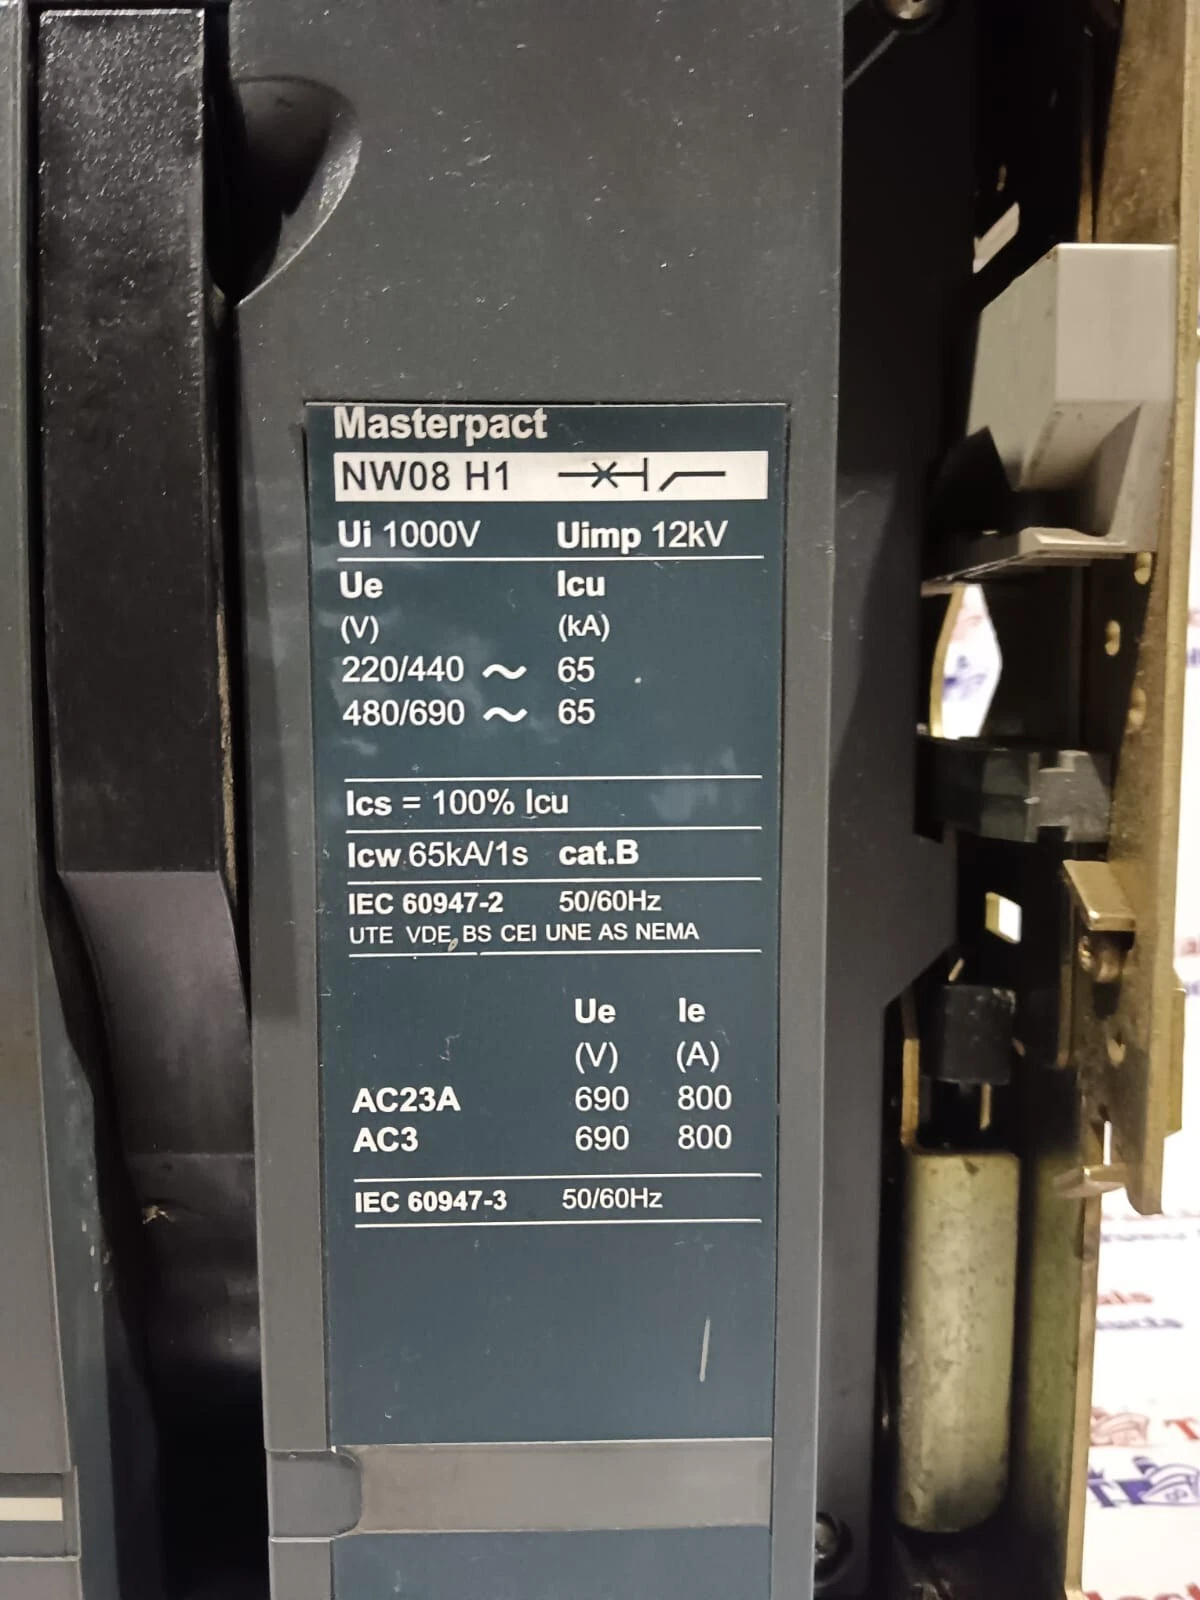 Masterpact
NW08 H1
Ui 1000V Uimp 12kV
Ue Icu
(V) (kA)
220/440 ~ 65
480/690 ~ 65
Ics = 100% Icu
Icw 65kA/1s cat.B
IEC 60947-2 50/60Hz
UTE VDE BS CEI UNE AS NEMA
Ue Ie
(V) (A)
AC23A 690 800
AC3 690 800
IEC 60947-3 50/60Hz